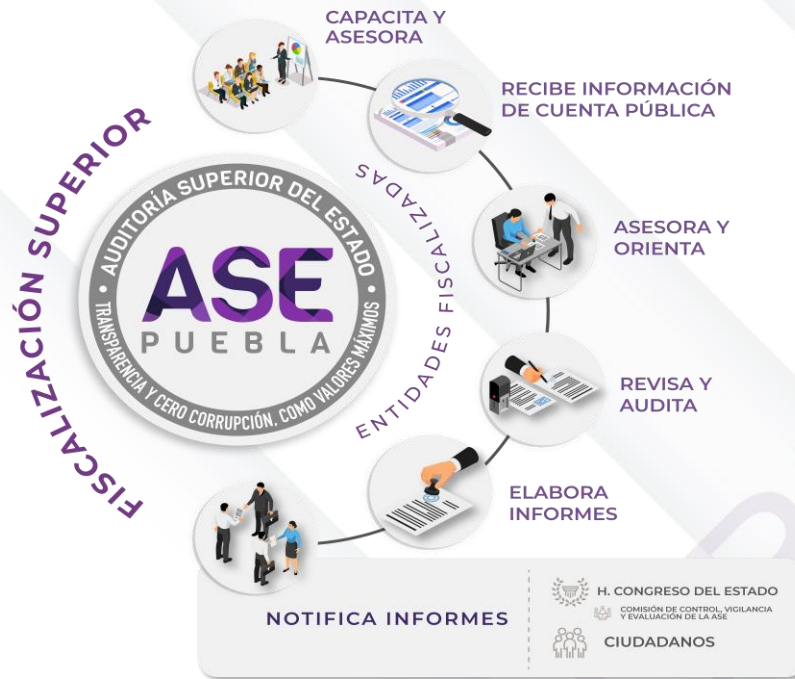 CAPACITA Y
ASESORA
RECIBE INFORMACIÓN
DE CUENTA PÚBLICA
FISCALIZACIÓN SUPERIOR
AUDITORÍA SUPERIOR DEL ESTADO
ASE
PUEBLA
TRANSPARENCIA Y CERO CORRUPCIÓN, COMO VALORES MÁXIMOS
ENTIDADES FISCALIZADAS
ASESORA Y
ORIENTA
REVISA Y
AUDITA
ELABORA
INFORMES
NOTIFICA INFORMES
H. CONGRESO DEL ESTADO
COMISIÓN DE CONTROL, VIGILANCIA
Y EVALUACIÓN DE LA ASE
CIUDADANOS